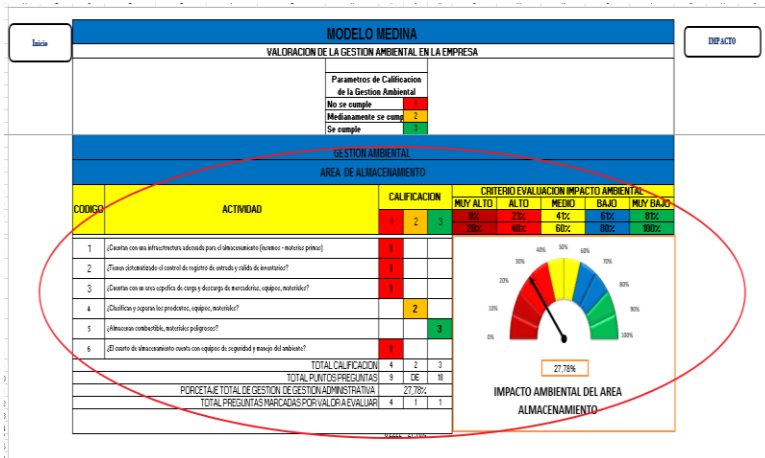 MODELO MEDINA
Inicio
IMPACTO
VALORACION DE LA GESTION AMBIENTAL EN LA EMPRESA
Parametros de Calificacion
de la Gestion Ambiental
No se cumple 1
Medianamente se cump 2
Se cumple 3
GESTION AMBIENTAL
AREA DE ALMACENAMIENTO
CODIGO ACTIVIDAD CALIFICACION CRITERIO EVALUACION IMPACTO AMBIENTAL
MUY ALTO ALTO MEDIO BAJO MUY BAJO
1 2 3 0% 21% 41% 61% 81%
20% 40% 60% 80% 100%
1 ¿Cuentan con una infraestructura adecuada para el almacenamiento (insumos - materias primas) 1
2 ¿Tienen sistematizado el control de registro de entrada y salida de inventarios? 1
3 ¿Cuentan con un area especifica de carga y descarga de mercaderias, equipos, materiales? 1
4 ¿Clasifican y separan los productos, equipos, materiales? 2
5 ¿Almacenan combustible, materiales peligrosos? 3
6 ¿El cuarto de almacenamiento cuenta con equipos de seguridad y manejo del ambiente? 1
TOTAL CALIFICACION 4 2 3
TOTAL PUNTOS PREGUNTAS 9 DE 18
PORCETAJE TOTAL DE GESTION DE GESTION ADMINISTRATIVA 27,78%
TOTAL PREGUNTAS MARCADAS POR VALOR A EVALUAR 4 1 1
0% 10% 20% 30% 40% 50% 60% 70% 80% 90% 100%
27,78%
IMPACTO AMBIENTAL DEL AREA
ALMACENAMIENTO